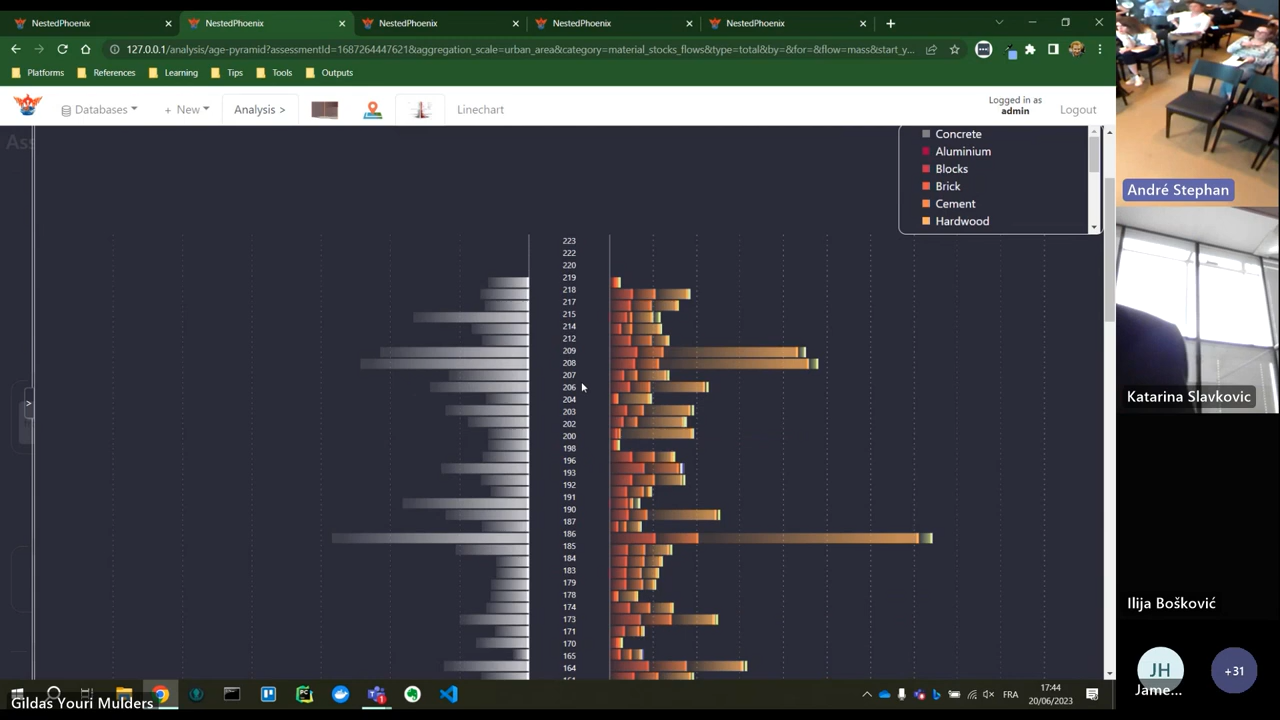 NestedPhoenix
NestedPhoenix
NestedPhoenix
NestedPhoenix
NestedPhoenix
127.0.0.1/analysis/age-pyramid?assessmentId=1687264447621&aggregation_scale=urban_area&category=material_stocks_flows&type=total&by=&for=&flow=mass&start_y...
Platforms
References
Learning
Tips
Tools
Outputs
Databases
+ New
Analysis >
Linechart
Logged in as
admin
Logout
Ass
Concrete
Aluminium
Blocks
Brick
Cement
Hardwood
>
223
222
220
219
218
217
215
214
212
209
208
207
206
204
203
202
200
198
196
193
192
191
190
187
186
185
184
183
179
178
174
173
171
170
165
164
André Stephan
Katarina Slavkovic
Ilija Bošković
JH
Jame...
+31
Gildas Youri Mulders
FRA
17:44
20/06/2023